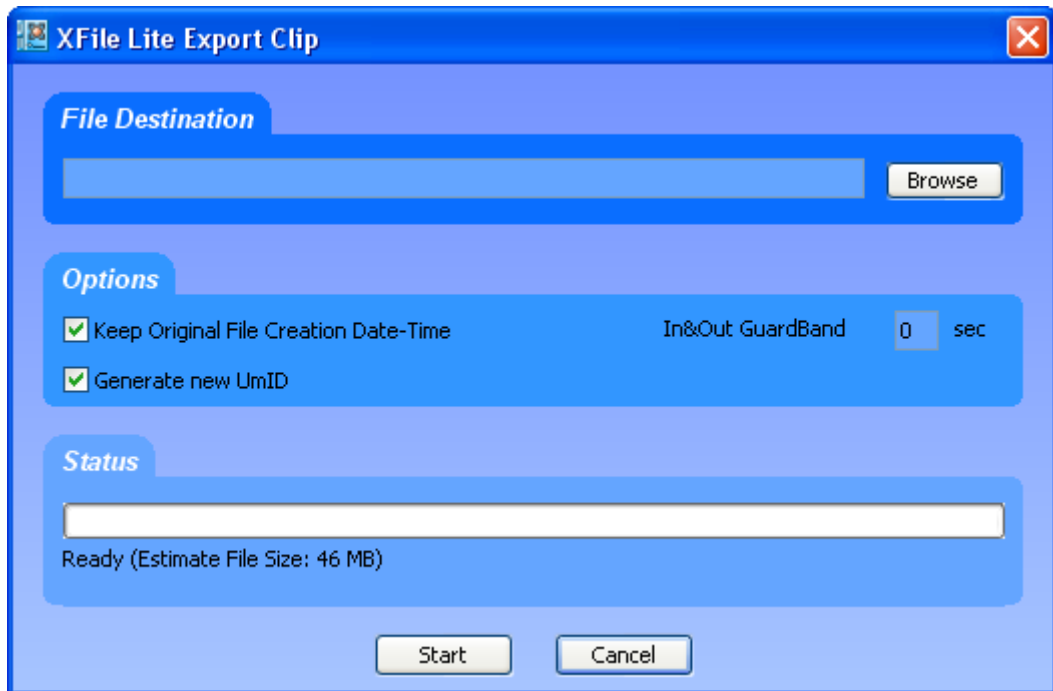 XFile Lite Export Clip
File Destination
Browse
Options
Keep Original File Creation Date-Time In&Out GuardBand 0 sec
Generate new UmID
Status
Ready (Estimate File Size: 46 MB)
Start Cancel